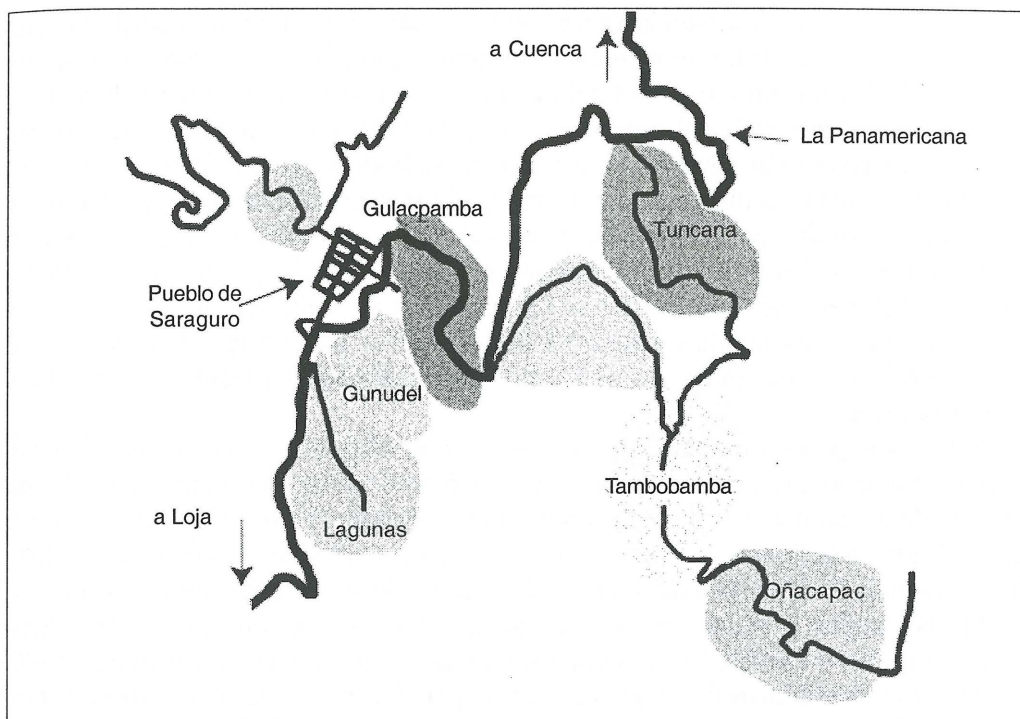 a Cuenca
La Panamericana
Gulacpamba
Tuncana
Pueblo de
Saraguro
Gunudel
Tambobamba
a Loja
Lagunas
Oñacapac